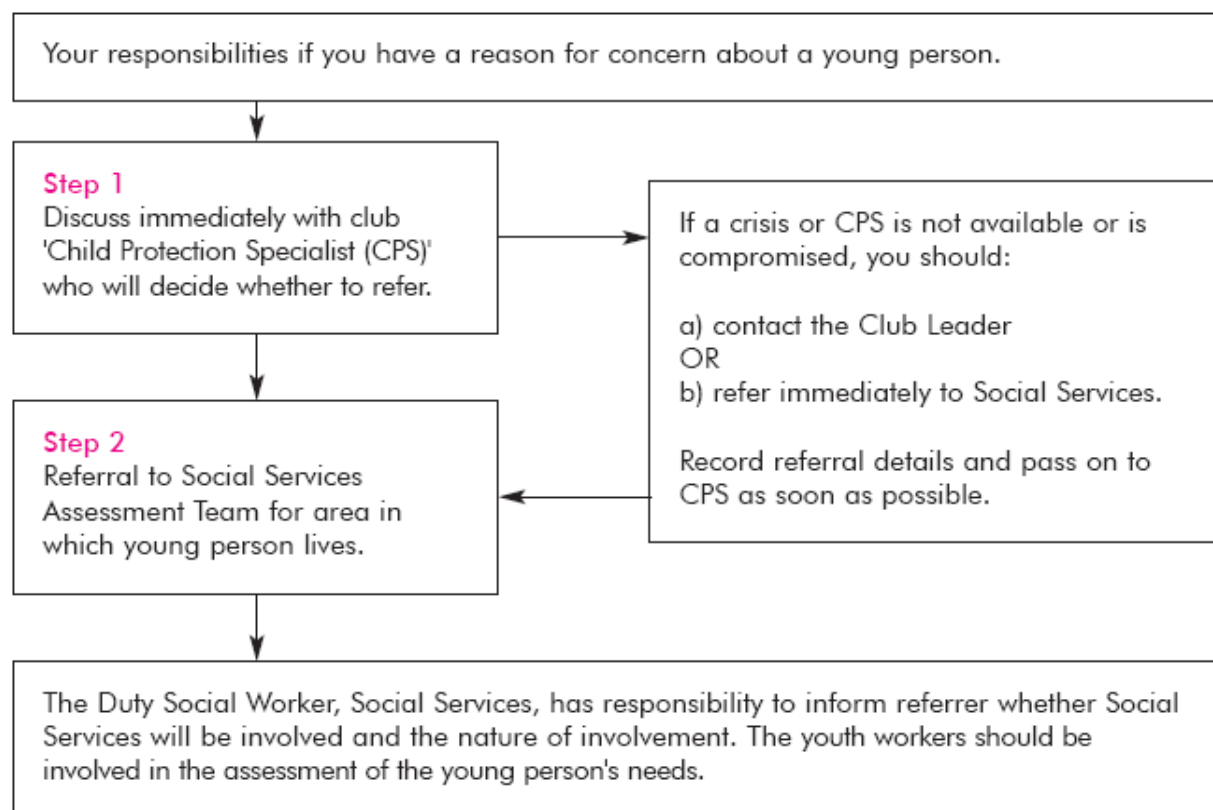 Your responsibilities if you have a reason for concern about a young person.
Step 1
Discuss immediately with club
'Child Protection Specialist (CPS)'
who will decide whether to refer.
If a crisis or CPS is not available or is
compromised, you should:
a) contact the Club Leader
OR
b) refer immediately to Social Services.
Record referral details and pass on to
CPS as soon as possible.
Step 2
Referral to Social Services
Assessment Team for area in
which young person lives.
The Duty Social Worker, Social Services, has responsibility to inform referrer whether Social
Services will be involved and the nature of involvement. The youth workers should be
involved in the assessment of the young person's needs.